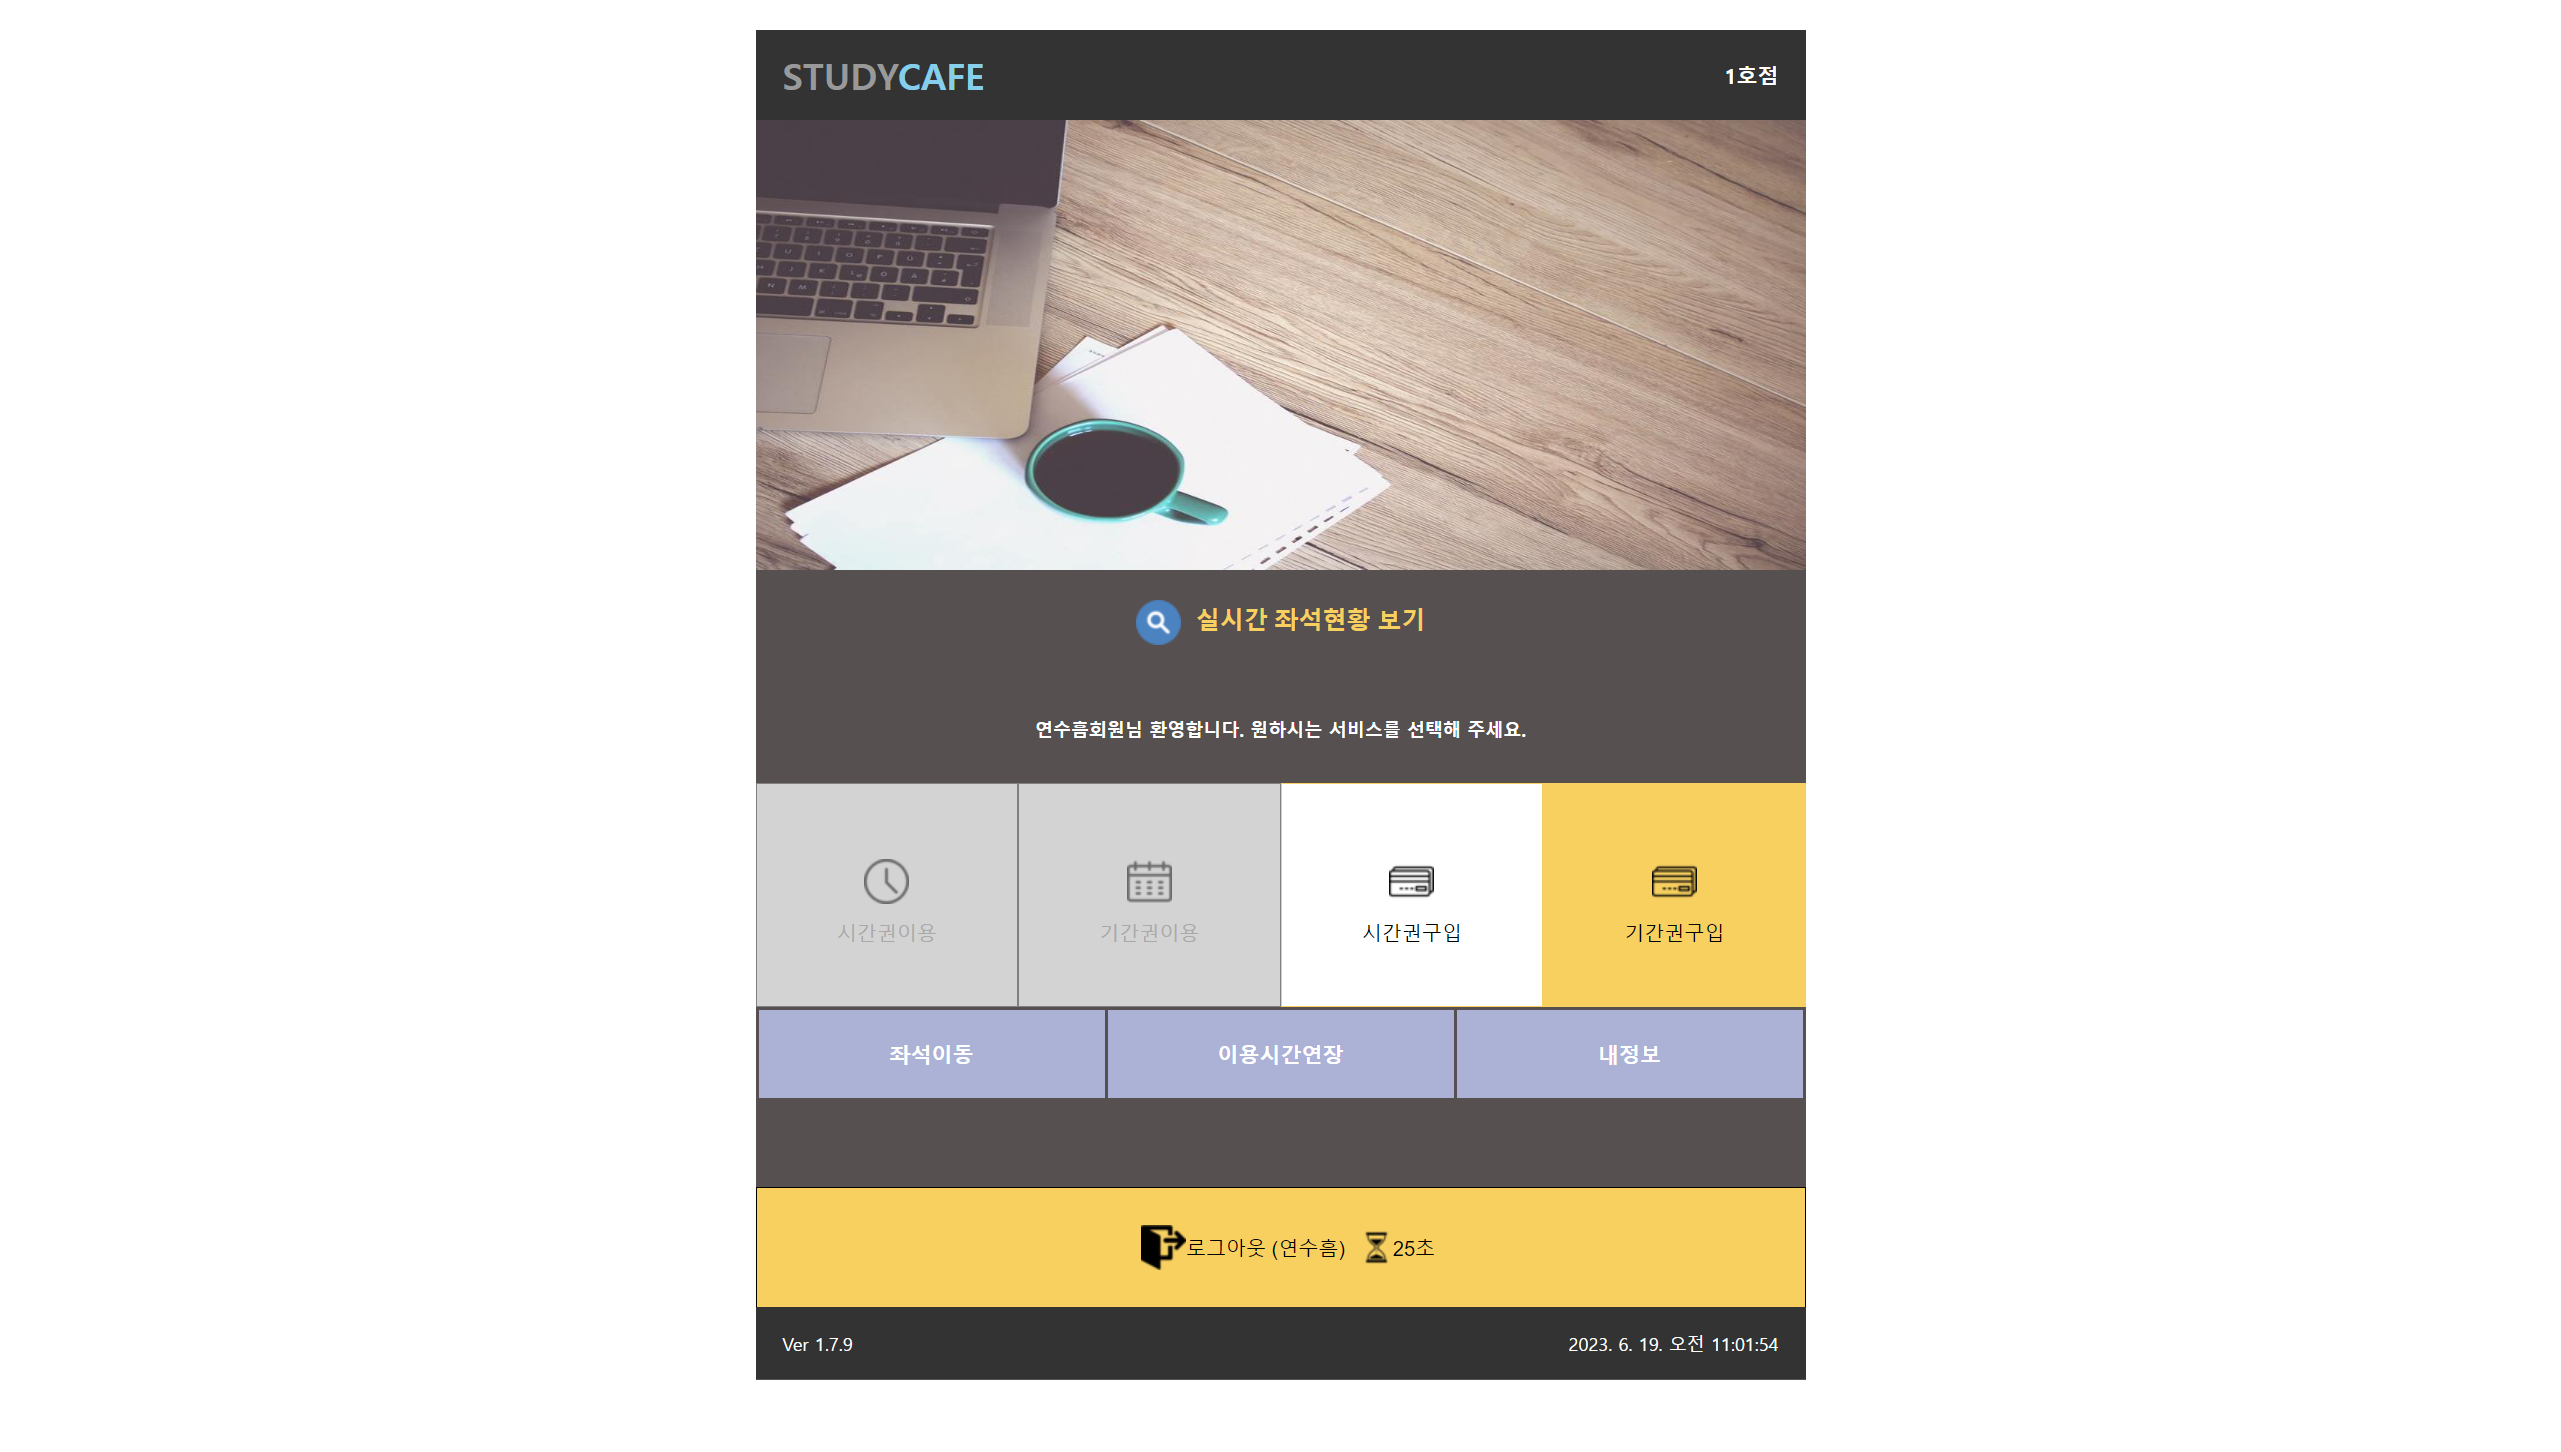 STUDYCAFE
1호점
실시간 좌석현황 보기
연수흠회원님 환영합니다. 원하시는 서비스를 선택해 주세요.
시간권이용
기간권이용
시간권구입
기간권구입
좌석이동
이용시간연장
내정보
로그아웃 (연수흠) 25초
Ver 1.7.9
2023. 6. 19. 오전 11:01:54